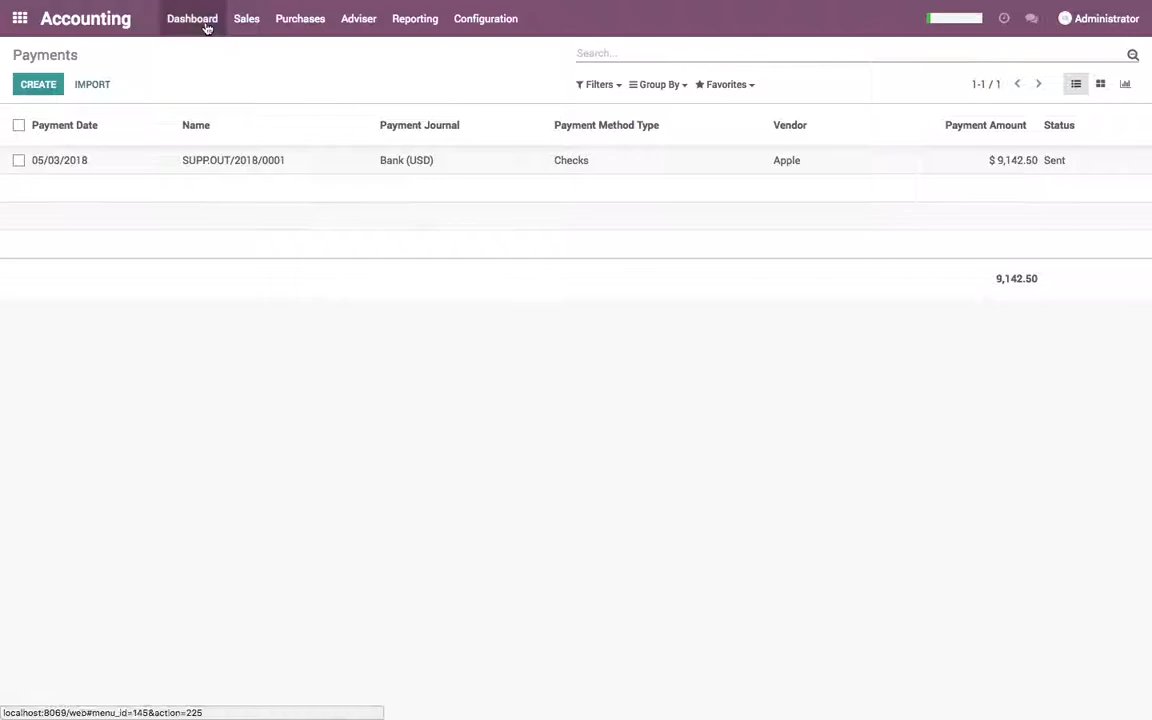 Accounting Dashboard Sales Purchases Adviser Reporting Configuration Administrator
Payments Search...
CREATE IMPORT Filters Group By Favorites 1-1 / 1
Payment Date Name Payment Journal Payment Method Type Vendor Payment Amount Status
05/03/2018 SUPP.OUT/2018/0001 Bank (USD) Checks Apple $ 9,142.50 Sent
9,142.50
localhost:8069/web#menu_id=145&action=225